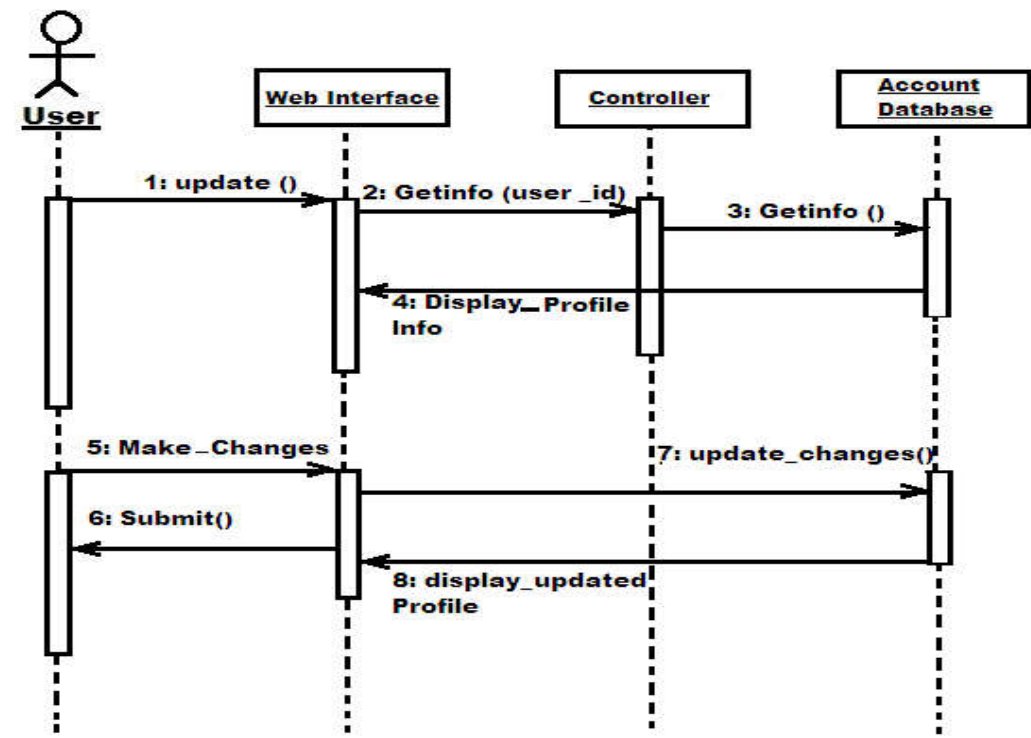 User
Web Interface
Controller
Account
Database
1: update ()
2: Getinfo (user _id)
3: Getinfo ()
4: Display_Profile
Info
5: Make_Changes
7: update_changes()
6: Submit()
8: display_updated
Profile